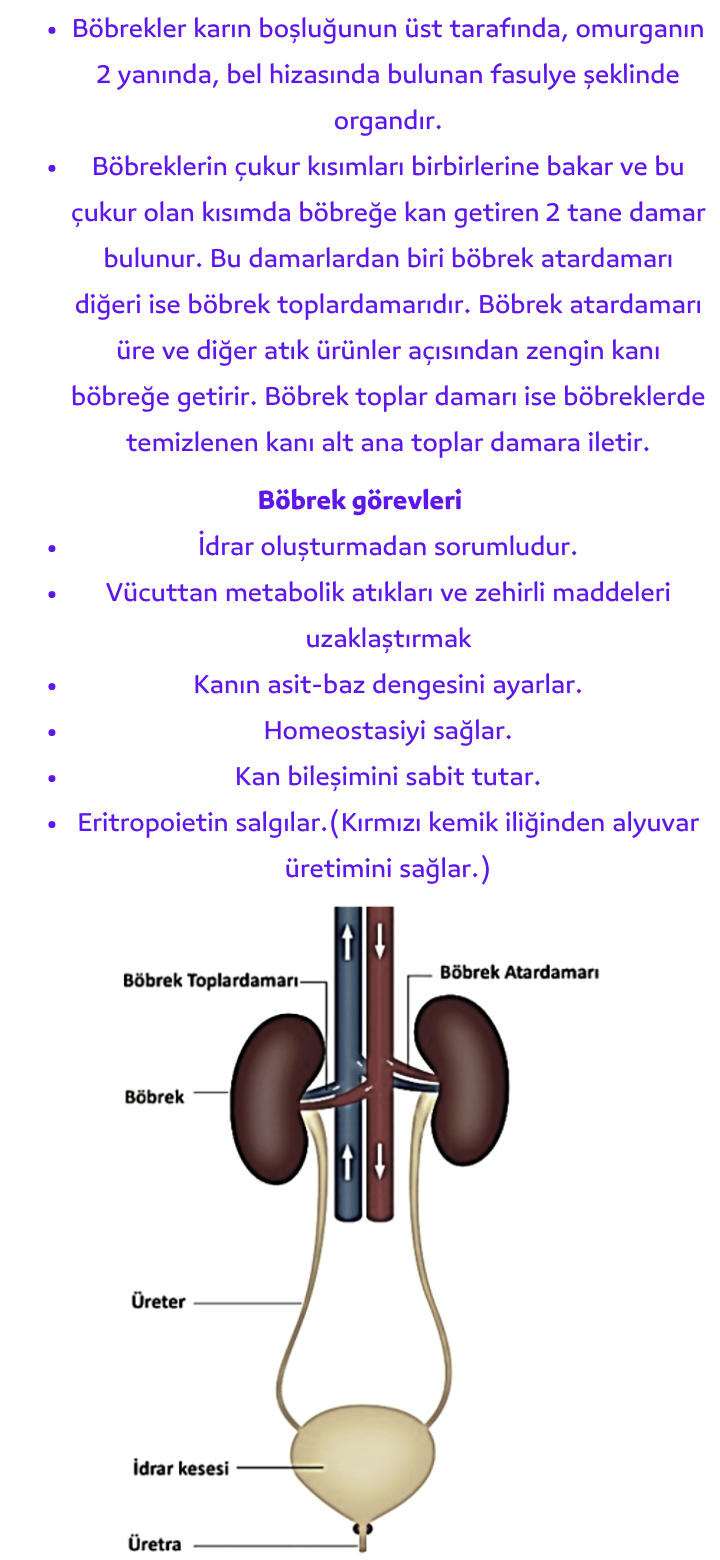 • Böbrekler karın boşluğunun üst tarafında, omurganın
2 yanında, bel hizasında bulunan fasulye şeklinde
organdır.
• Böbreklerin çukur kısımları birbirlerine bakar ve bu
çukur olan kısımda böbreğe kan getiren 2 tane damar
bulunur. Bu damarlardan biri böbrek atardamarı
diğeri ise böbrek toplardamarıdır. Böbrek atardamarı
üre ve diğer atık ürünler açısından zengin kanı
böbreğe getirir. Böbrek toplar damarı ise böbreklerde
temizlenen kanı alt ana toplar damara iletir.
Böbrek görevleri
• İdrar oluşturmadan sorumludur.
• Vücuttan metabolik atıkları ve zehirli maddeleri
uzaklaştırmak
• Kanın asit-baz dengesini ayarlar.
• Homeostasiyi sağlar.
• Kan bileşimini sabit tutar.
• Eritropoietin salgılar.(Kırmızı kemik iliğinden alyuvar
üretimini sağlar.)
Böbrek Toplardamarı
Böbrek Atardamarı
Böbrek
Üreter
İdrar kesesi
Üretra